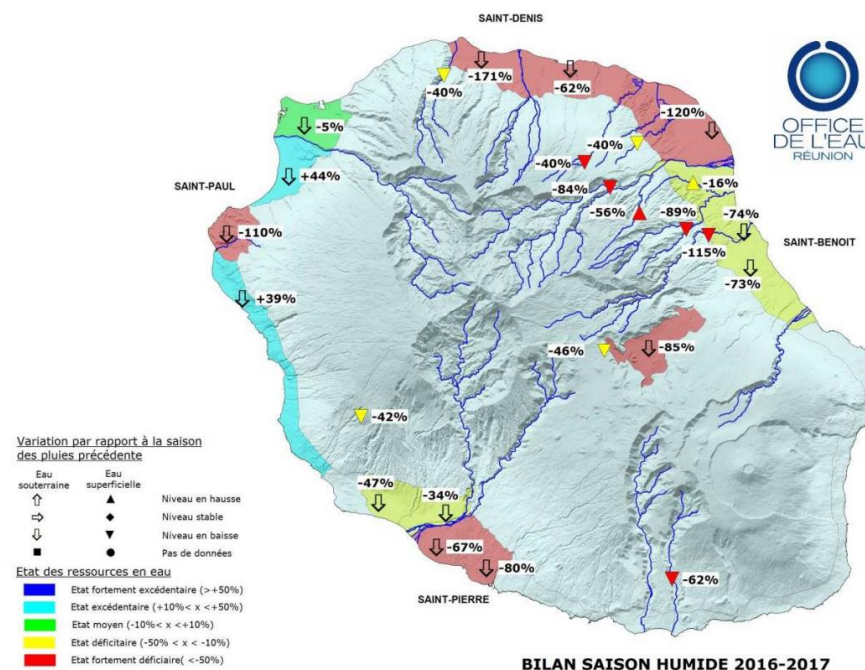 SAINT-DENIS
OFFICE
DE L'EAU
RÉUNION
-171%
-62%
-40%
-120%
-5%
-40%
-40%
+44%
-84%
-16%
SAINT-PAUL
-56%
-89%
-74%
-110%
-115%
SAINT-BENOIT
-73%
+39%
-46%
-85%
-42%
Variation par rapport à la saison
des pluies précédente
Eau
souterraine
Eau
superficielle
Niveau en hausse
Niveau stable
Niveau en baisse
Pas de données
-47%
-34%
-67%
-80%
-62%
SAINT-PIERRE
Etat des ressources en eau
Etat fortement excédentaire (>+50%)
Etat excédentaire (+10%< x <+50%)
Etat moyen (-10%< x <+10%)
Etat déficitaire (-50% < x < -10%)
Etat fortement déficiaire( <-50%)
BILAN SAISON HUMIDE 2016-2017